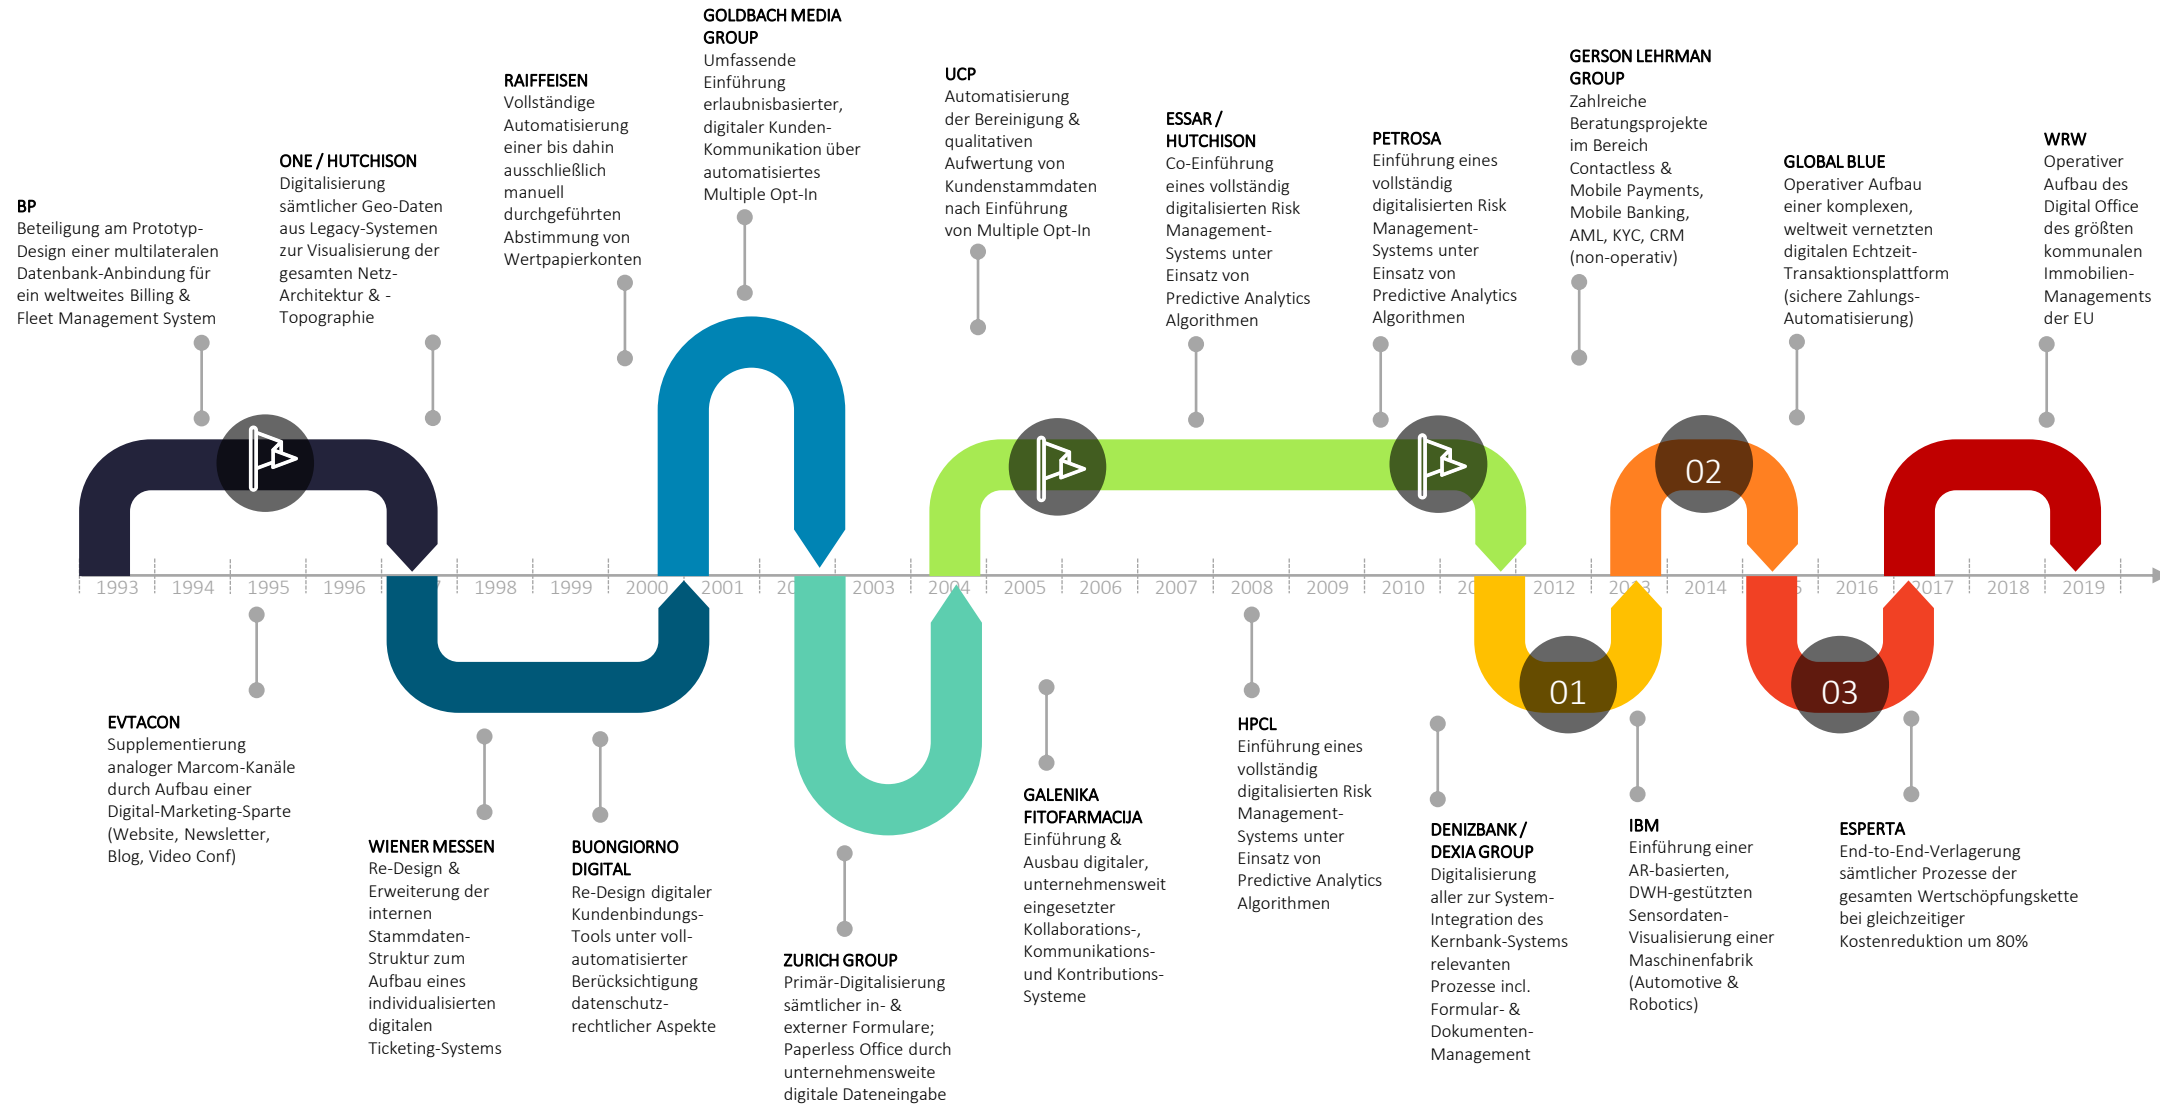 GOLDBACH MEDIA
GROUP
Umfassende
Einführung
erlaubnisbasierter,
digitaler Kunden-
Kommunikation über
automatisiertes
Multiple Opt-In
RAIFFEISEN
Vollständige
Automatisierung
einer bis dahin
ausschließlich
manuell
durchgeführten
Abstimmung von
Wertpapierkonten
ONE / HUTCHISON
Digitalisierung
sämtlicher Geo-Daten
aus Legacy-Systemen
zur Visualisierung der
gesamten Netz-
Architektur & -
Topographie
BP
Beteiligung am Prototyp-
Design einer multilateralen
Datenbank-Anbindung für
ein weltweites Billing &
Fleet Management System
UCP
Automatisierung
der Bereinigung &
qualitativen
Aufwertung von
Kundenstammdaten
nach Einführung
von Multiple Opt-In
ESSAR /
HUTCHISON
Co-Einführung
eines vollständig
digitalisierten Risk
Management-
Systems unter
Einsatz von
Predictive Analytics
Algorithmen
PETROSA
Einführung eines
vollständig
digitalisierten Risk
Management-
Systems unter
Einsatz von
Predictive Analytics
Algorithmen
GERSON LEHRMAN
GROUP
Zahlreiche
Beratungsprojekte
im Bereich
Contactless &
Mobile Payments,
Mobile Banking,
AML, KYC, CRM
(non-operativ)
GLOBAL BLUE
Operativer Aufbau
einer komplexen,
weltweit vernetzten
digitalen Echtzeit-
Transaktionsplattform
(sichere Zahlungs-
Automatisierung)
WRW
Operativer
Aufbau des
Digital Office
des größten
kommunalen
Immobilien-
Managements
der EU
02
1993 1994 1995 1996 1998 1999 2000 2001 2003 2004 2005 2006 2007 2008 2009 2010 2012 2013 2014 2016 2017 2018 2019
01
03
EVTACON
Supplementierung
analoger Marcom-Kanäle
durch Aufbau einer
Digital-Marketing-Sparte
(Website, Newsletter,
Blog, Video Conf)
WIENER MESSEN
Re-Design &
Erweiterung der
internen
Stammdaten-
Struktur zum
Aufbau eines
individualisierten
digitalen
Ticketing-Systems
BUONGIORNO
DIGITAL
Re-Design digitaler
Kundenbindungs-
Tools unter voll-
automatisierter
Berücksichtigung
datenschutz-
rechtlicher Aspekte
ZURICH GROUP
Primär-Digitalisierung
sämtlicher in- &
externer Formulare;
Paperless Office durch
unternehmensweite
digitale Dateneingabe
GALENIKA
FITOFARMACIJA
Einführung &
Ausbau digitaler,
unternehmensweit
eingesetzter
Kollaborations-,
Kommunikations-
und Kontributions-
Systeme
HPCL
Einführung eines
vollständig
digitalisierten Risk
Management-
Systems unter
Einsatz von
Predictive Analytics
Algorithmen
DENIZBANK /
DEXIA GROUP
Digitalisierung
aller zur System-
Integration des
Kernbank-Systems
relevanten
Prozesse incl.
Formular- &
Dokumenten-
Management
IBM
Einführung einer
AR-basierten,
DWH-gestützten
Sensordaten-
Visualisierung einer
Maschinenfabrik
(Automotive &
Robotics)
ESPERTA
End-to-End-Verlagerung
sämtlicher Prozesse der
gesamten Wertschöpfungskette
bei gleichzeitiger
Kostenreduktion um 80%